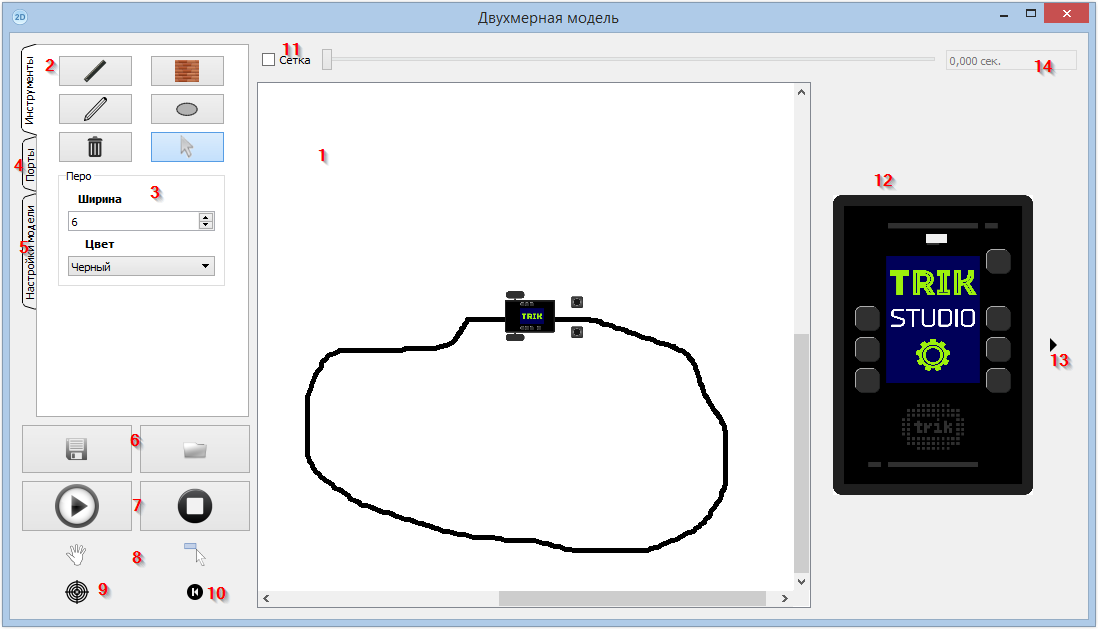 2D
Двухмерная модель
11
Сетка
0,000 сек.
14
2
Инструменты
4
Порты
5
Настройки модели
Перо
3
Ширина
6
Цвет
Черный
1
TRIK
12
TRIK
STUDIO
trik
13
6
7
8
9
10